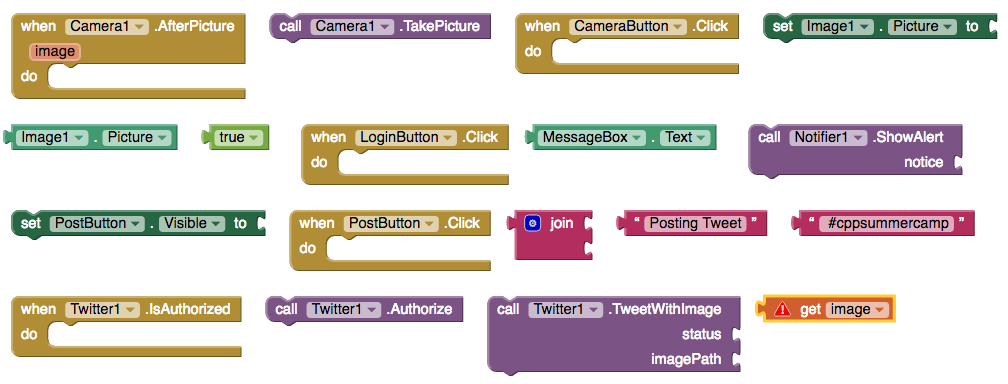 when Camera1 .AfterPicture
image
do
call Camera1 .TakePicture
when CameraButton .Click
do
set Image1 . Picture to
Image1 . Picture
true
when LoginButton .Click
do
MessageBox . Text
call Notifier1 .ShowAlert
notice
set PostButton . Visible to
when PostButton .Click
do
join
“ Posting Tweet ”
“ #cppsummercamp ”
when Twitter1 .IsAuthorized
do
call Twitter1 .Authorize
call Twitter1 .TweetWithImage
status
imagePath
get image